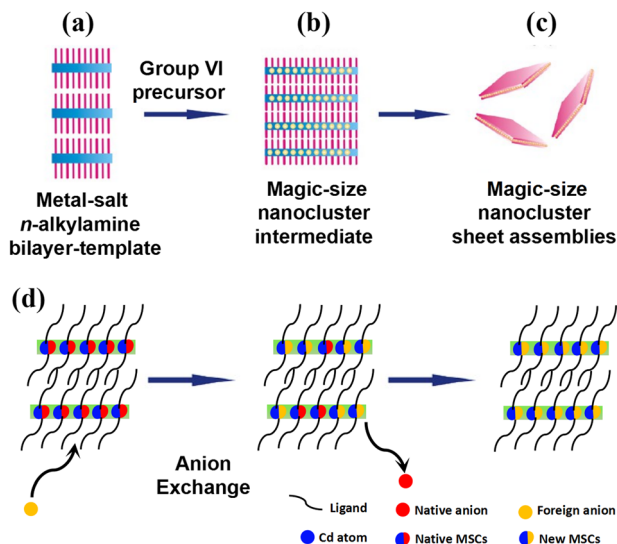 (a)
(b)
(c)
Group VI
precursor
Metal-salt
n-alkylamine
bilayer-template
Magic-size
nanocluster
intermediate
Magic-size
nanocluster
sheet assemblies
(d)
Anion
Exchange
Ligand
Native anion
Foreign anion
Cd atom
Native MSCs
New MSCs